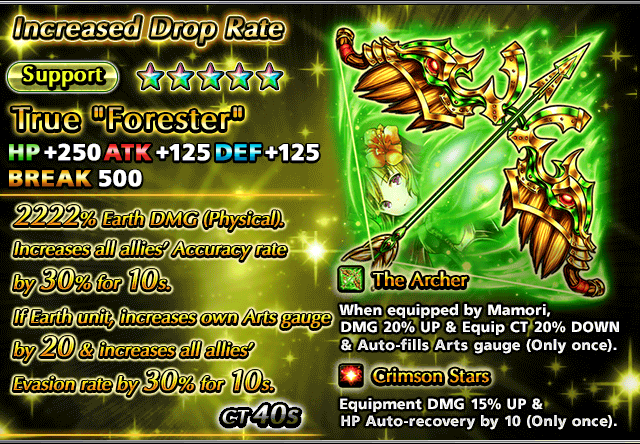 Increased Drop Rate
Support
True "Forester"
HP +250 ATK +125 DEF +125
BREAK 500
2222% Earth DMG (Physical).
Increases all allies' Accuracy rate
by 30% for 10s.
If Earth unit, increases own Arts gauge
by 20 & increases all allies'
Evasion rate by 30% for 10s.
CT 40s
The Archer
When equipped by Mamori,
DMG 20% UP & Equip CT 20% DOWN
& Auto-fills Arts gauge (Only once).
Crimson Stars
Equipment DMG 15% UP &
HP Auto-recovery by 10 (Only once).